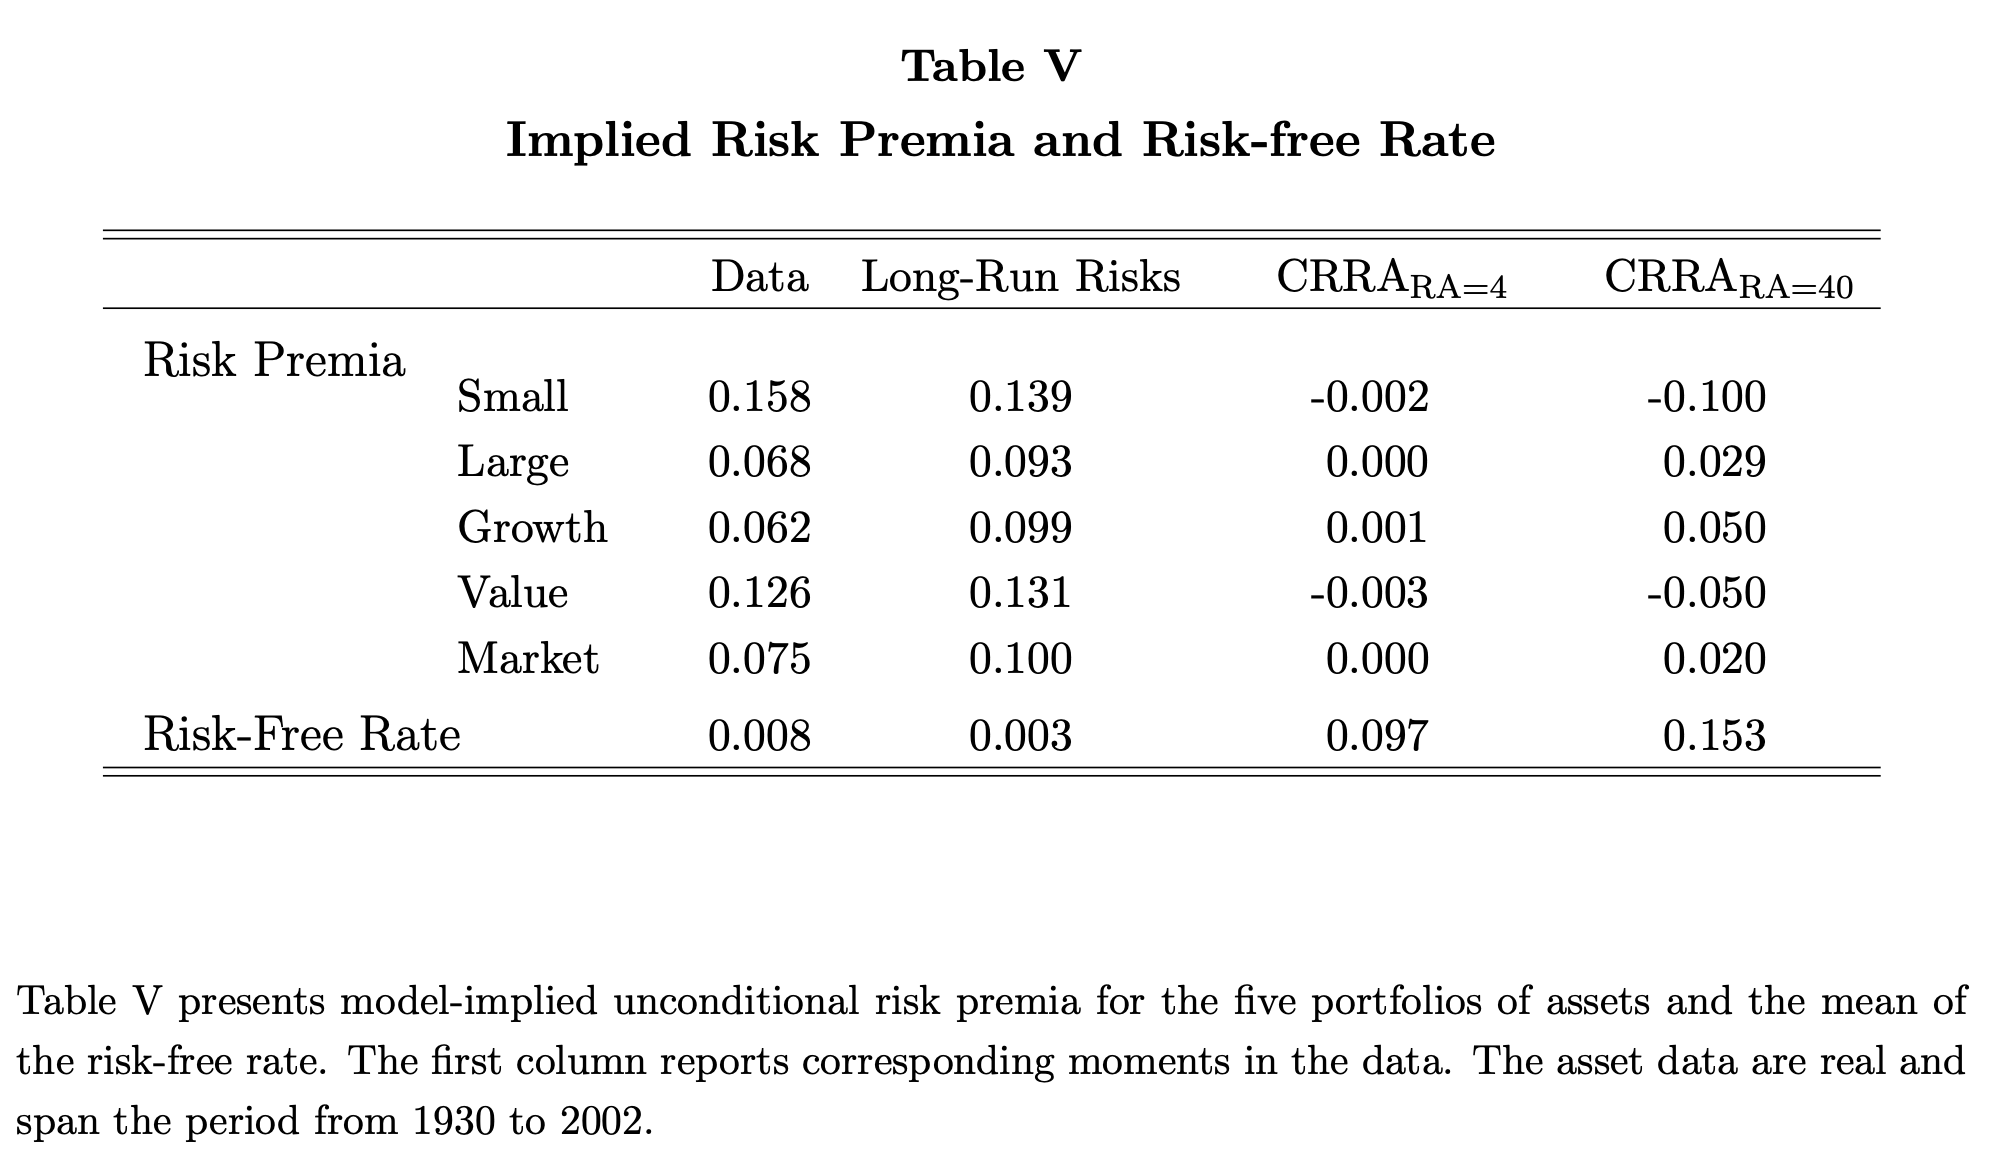 Table V
Implied Risk Premia and Risk-free Rate
Data Long-Run Risks CRRA_RA=4 CRRA_RA=40
Risk Premia
Small 0.158 0.139 -0.002 -0.100
Large 0.068 0.093 0.000 0.029
Growth 0.062 0.099 0.001 0.050
Value 0.126 0.131 -0.003 -0.050
Market 0.075 0.100 0.000 0.020
Risk-Free Rate 0.008 0.003 0.097 0.153
Table V presents model-implied unconditional risk premia for the five portfolios of assets and the mean of
the risk-free rate. The first column reports corresponding moments in the data. The asset data are real and
span the period from 1930 to 2002.